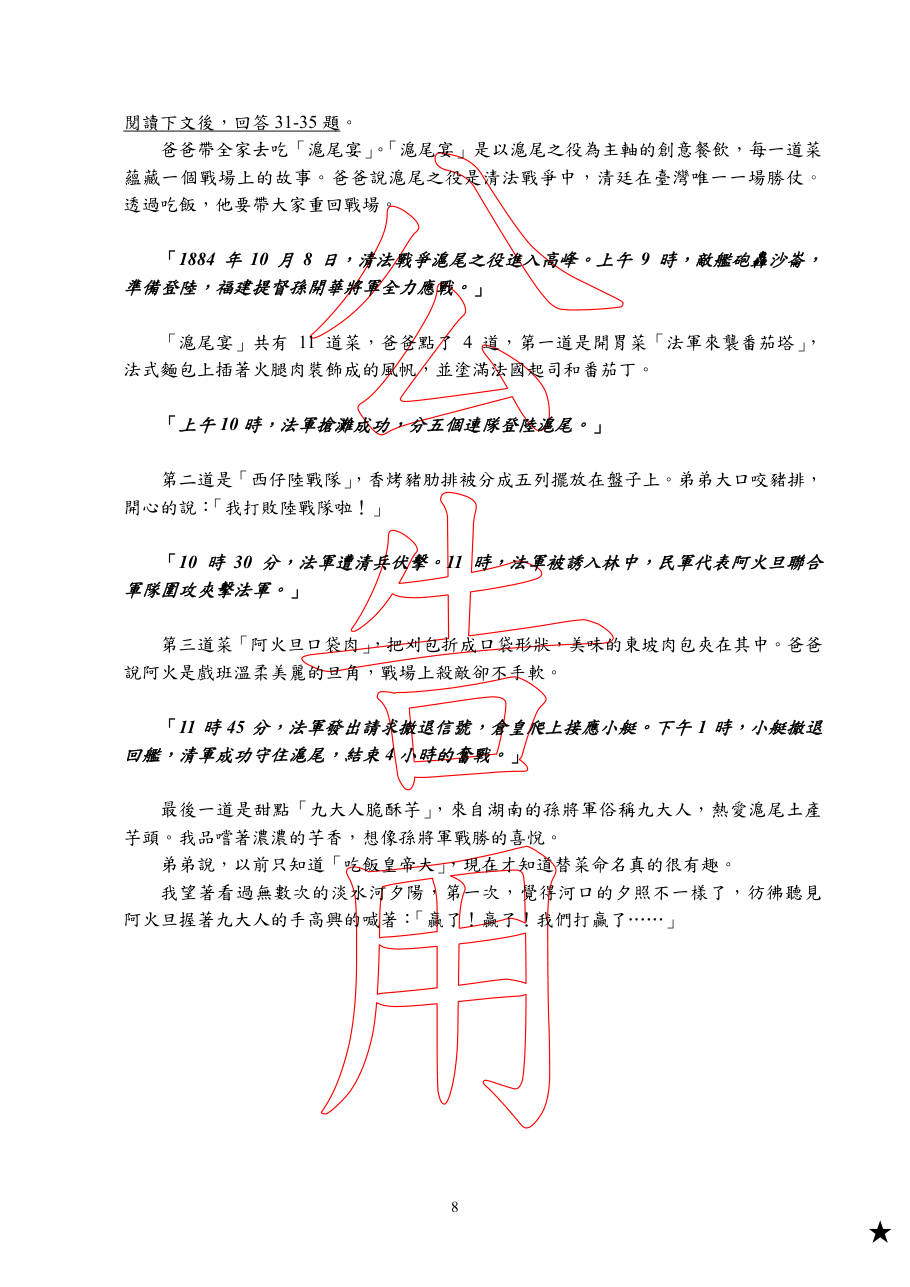 閱讀下文後，回答31-35題。
爸爸帶全家去吃「滬尾宴」。「滬尾宴」是以滬尾之役為主軸的創意餐飲，每一道菜
蘊藏一個戰場上的故事。爸爸說滬尾之役是清法戰爭中，清廷在臺灣唯一一場勝仗。
透過吃飯，他要帶大家重回戰場。
「1884 年 10 月 8 日，清法戰爭滬尾之役進入高峰。上午 9 時，敵艦砲轟沙崙，
準備登陸，福建提督孫開華將軍全力應戰。」
「滬尾宴」共有 11 道菜，爸爸點了 4 道，第一道是開胃菜「法軍來襲番茄塔」，
法式麵包上插著火腿肉裝飾成的風帆，並塗滿法國起司和番茄丁。
「上午10時，法軍搶灘成功，分五個連隊登陸滬尾。」
第二道是「西仔陸戰隊」，香烤豬肋排被分成五列擺放在盤子上。弟弟大口咬豬排，
開心的說：「我打敗陸戰隊啦！」
「10 時 30 分，法軍遭清兵伏擊。11 時，法軍被誘入林中，民軍代表阿火旦聯合
軍隊圍攻夾擊法軍。」
第三道菜「阿火旦口袋肉」，把刈包折成口袋形狀，美味的東坡肉包夾在其中。爸爸
說阿火是戲班溫柔美麗的旦角，戰場上殺敵卻不手軟。
「11 時 45 分，法軍發出請求撤退信號，倉皇爬上接應小艇。下午 1 時，小艇撤退
回艦，清軍成功守住滬尾，結束4小時的奮戰。」
最後一道是甜點「九大人脆酥芋」，來自湖南的孫將軍俗稱九大人，熱愛滬尾土產
芋頭。我品嚐著濃濃的芋香，想像孫將軍戰勝的喜悅。
弟弟說，以前只知道「吃飯皇帝大」，現在才知道替菜命名真的很有趣。
我望著看過無數次的淡水河夕陽，第一次，覺得河口的夕照不一樣了，彷彿聽見
阿火旦握著九大人的手高興的喊著：「贏了！贏了！我們打贏了……」
公
告
用
8
★